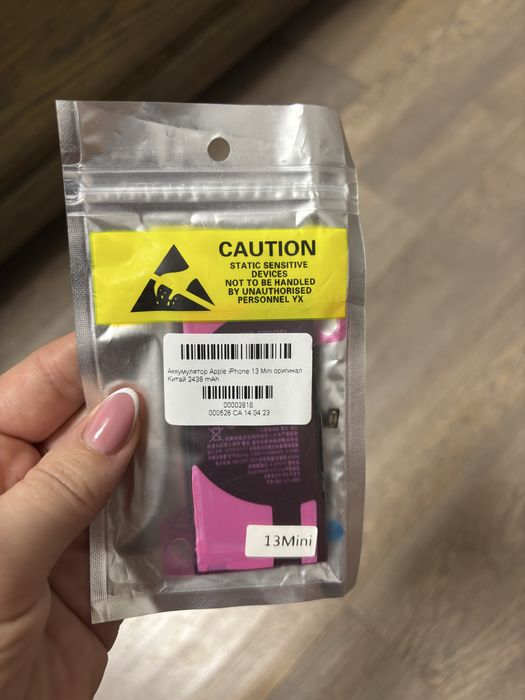 CAUTION
STATIC SENSITIVE
DEVICES
NOT TO BE HANDLED
BY UNAUTHORISED
PERSONNEL YX
Аккумулятор Apple iPhone 13 Mini оригинал
Китай 2438 mAh
00002816
000526 CA 14.04.23
13Mini